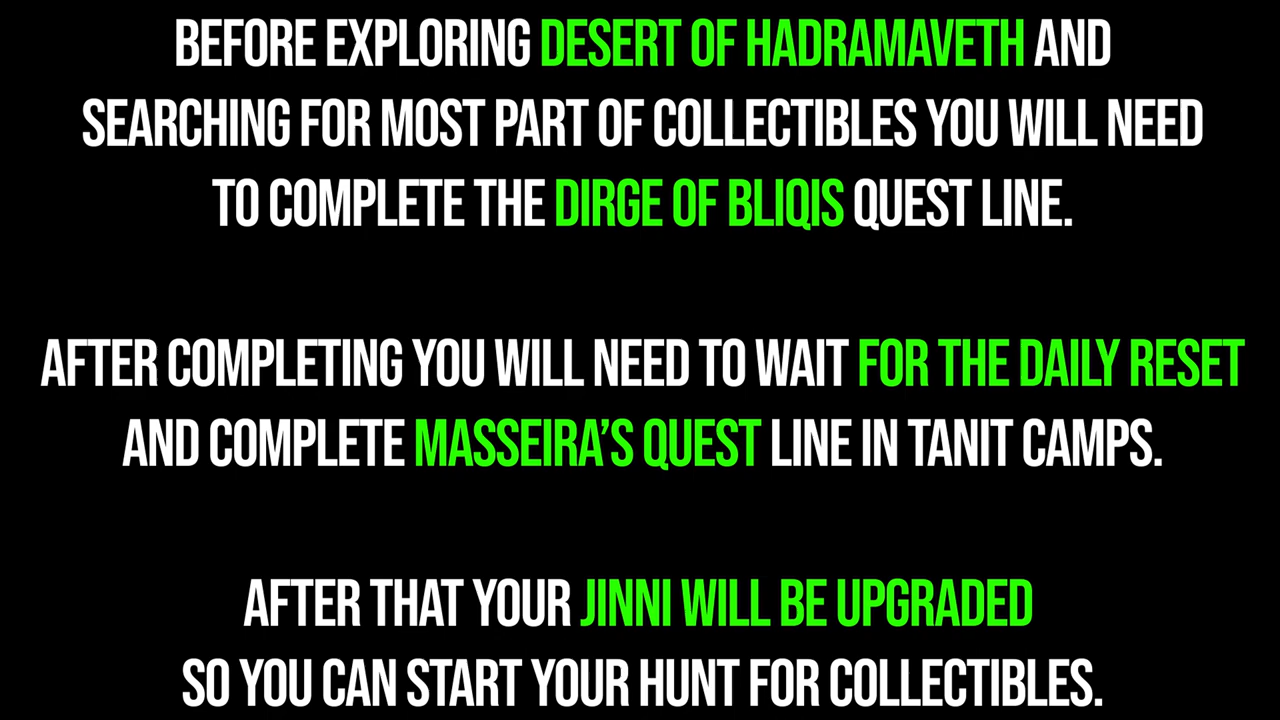 BEFORE EXPLORING DESERT OF HADRAMAVETH AND
SEARCHING FOR MOST PART OF COLLECTIBLES YOU WILL NEED
TO COMPLETE THE DIRGE OF BLIQIS QUEST LINE.
AFTER COMPLETING YOU WILL NEED TO WAIT FOR THE DAILY RESET
AND COMPLETE MASSEIRA’S QUEST LINE IN TANIT CAMPS.
AFTER THAT YOUR JINNI WILL BE UPGRADED
SO YOU CAN START YOUR HUNT FOR COLLECTIBLES.